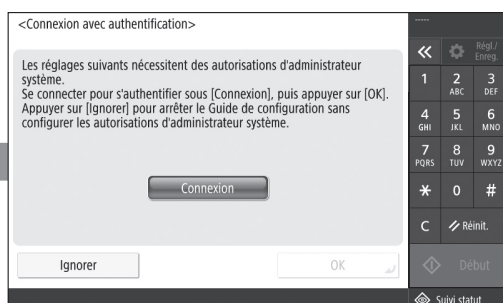 <Connexion avec authentification>
Les réglages suivants nécessitent des autorisations d'administrateur
système.
Se connecter pour s'authentifier sous [Connexion], puis appuyer sur [OK].
Appuyer sur [Ignorer] pour arrêter le Guide de configuration sans
configurer les autorisations d'administrateur système.
Connexion
Ignorer
OK
-----
Régl./
Enreg.
1 2 3
ABC DEF
4 5 6
GHI JKL MNO
7 8 9
PQRS TUV WXYZ
* 0 #
C Réinit.
Début
Suivi statut